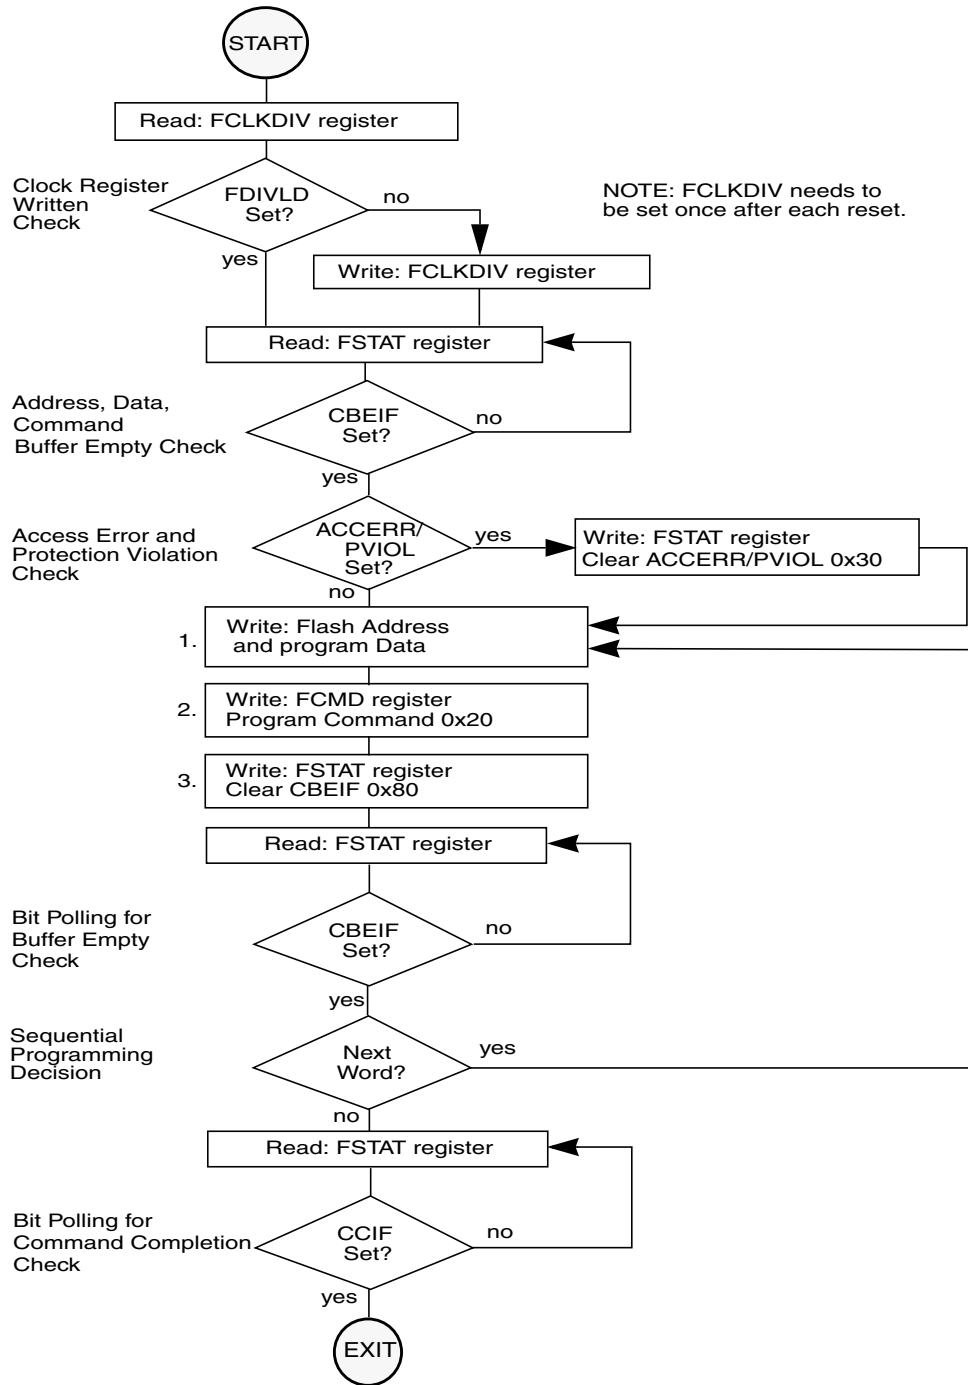 START
Read: FCLKDIV register
Clock Register
Written
Check
FDIVLD
Set?
no
yes
NOTE: FCLKDIV needs to
be set once after each reset.
Write: FCLKDIV register
Read: FSTAT register
Address, Data,
Command
Buffer Empty Check
CBEIF
Set?
no
yes
Access Error and
Protection Violation
Check
ACCERR/
PVIOL
Set?
yes
no
Write: FSTAT register
Clear ACCERR/PVIOL 0x30
1.
Write: Flash Address
and program Data
2.
Write: FCMD register
Program Command 0x20
3.
Write: FSTAT register
Clear CBEIF 0x80
Read: FSTAT register
Bit Polling for
Buffer Empty
Check
CBEIF
Set?
no
yes
Sequential
Programming
Decision
Next
Word?
yes
no
Read: FSTAT register
Bit Polling for
Command Completion
Check
CCIF
Set?
no
yes
EXIT